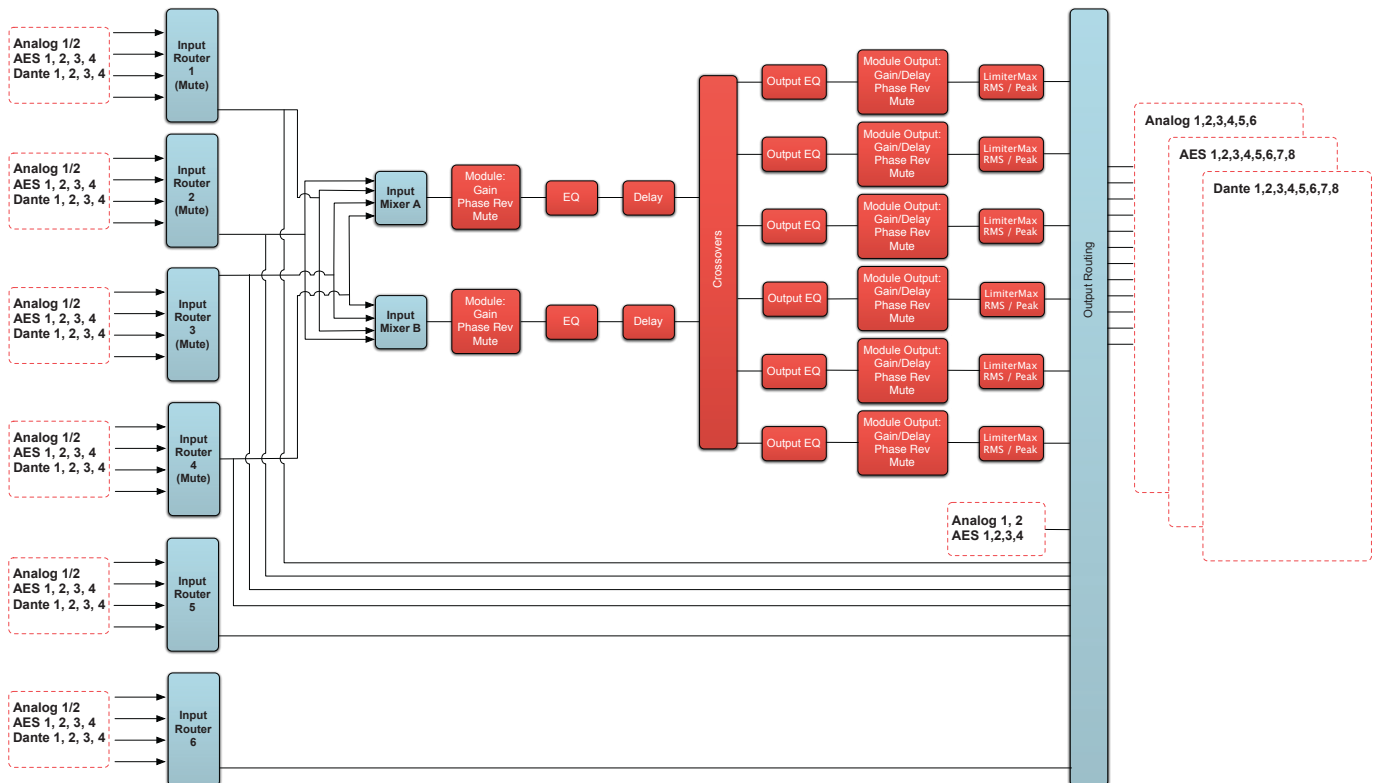 Analog 1/2
AES 1, 2, 3, 4
Dante 1, 2, 3, 4
Input
Router
1
(Mute)
Analog 1/2
AES 1, 2, 3, 4
Dante 1, 2, 3, 4
Input
Router
2
(Mute)
Analog 1/2
AES 1, 2, 3, 4
Dante 1, 2, 3, 4
Input
Router
3
(Mute)
Analog 1/2
AES 1, 2, 3, 4
Dante 1, 2, 3, 4
Input
Router
4
(Mute)
Analog 1/2
AES 1, 2, 3, 4
Dante 1, 2, 3, 4
Input
Router
5
Analog 1/2
AES 1, 2, 3, 4
Dante 1, 2, 3, 4
Input
Router
6
Input
Mixer A
Module:
Gain
Phase Rev
Mute
EQ
Delay
Input
Mixer B
Module:
Gain
Phase Rev
Mute
EQ
Delay
Crossovers
Output EQ
Module Output:
Gain/Delay
Phase Rev
Mute
LimiterMax
RMS / Peak
Output EQ
Module Output:
Gain/Delay
Phase Rev
Mute
LimiterMax
RMS / Peak
Output EQ
Module Output:
Gain/Delay
Phase Rev
Mute
LimiterMax
RMS / Peak
Output EQ
Module Output:
Gain/Delay
Phase Rev
Mute
LimiterMax
RMS / Peak
Output EQ
Module Output:
Gain/Delay
Phase Rev
Mute
LimiterMax
RMS / Peak
Output EQ
Module Output:
Gain/Delay
Phase Rev
Mute
LimiterMax
RMS / Peak
Analog 1, 2
AES 1,2,3,4
Output Routing
Analog 1,2,3,4,5,6
AES 1,2,3,4,5,6,7,8
Dante 1,2,3,4,5,6,7,8